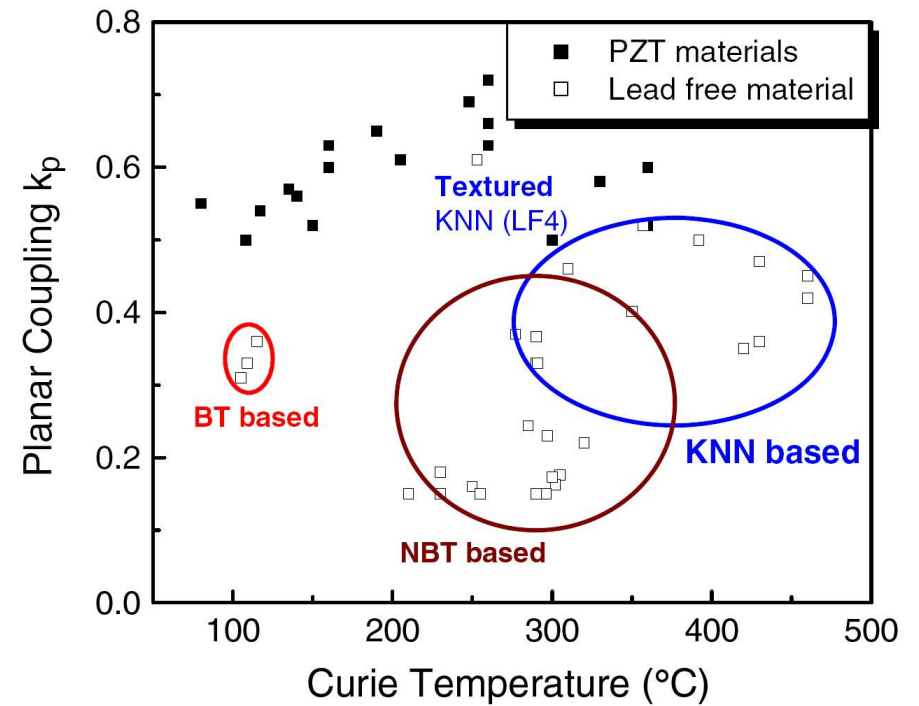 0.8
PZT materials
Lead free material
0.6
Textured
KNN (LF4)
0.4
BT based
KNN based
0.2
NBT based
0.0
100
200
300
400
500
Planar Coupling kp
Curie Temperature (°C)